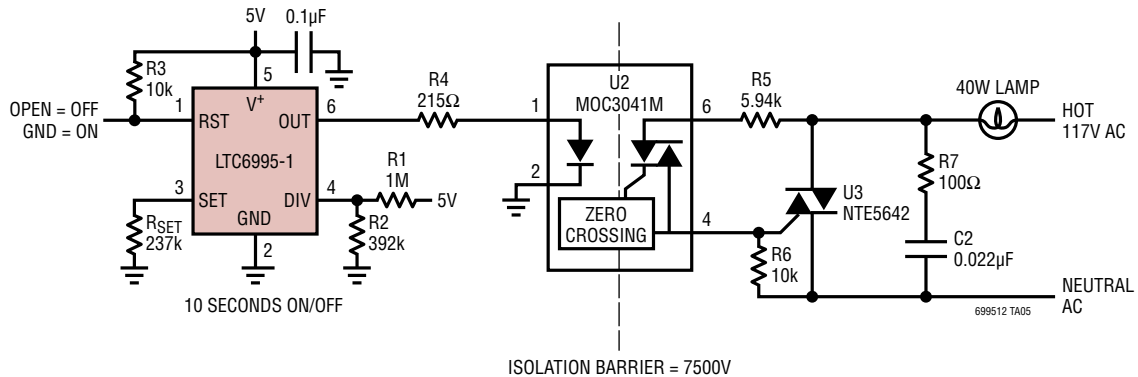 5V
0.1µF
R3
10k
5
OPEN = OFF
GND = ON
1
V+
RST
OUT
6
LTC6995-1
3
SET
DIV
4
GND
2
RSET
237k
R1
1M
5V
R2
392k
10 SECONDS ON/OFF
R4
215Ω
1
2
U2
MOC3041M
ZERO
CROSSING
6
4
R5
5.94k
40W LAMP
HOT
117V AC
R7
100Ω
U3
NTE5642
R6
10k
C2
0.022µF
NEUTRAL
AC
699512 TA05
ISOLATION BARRIER = 7500V